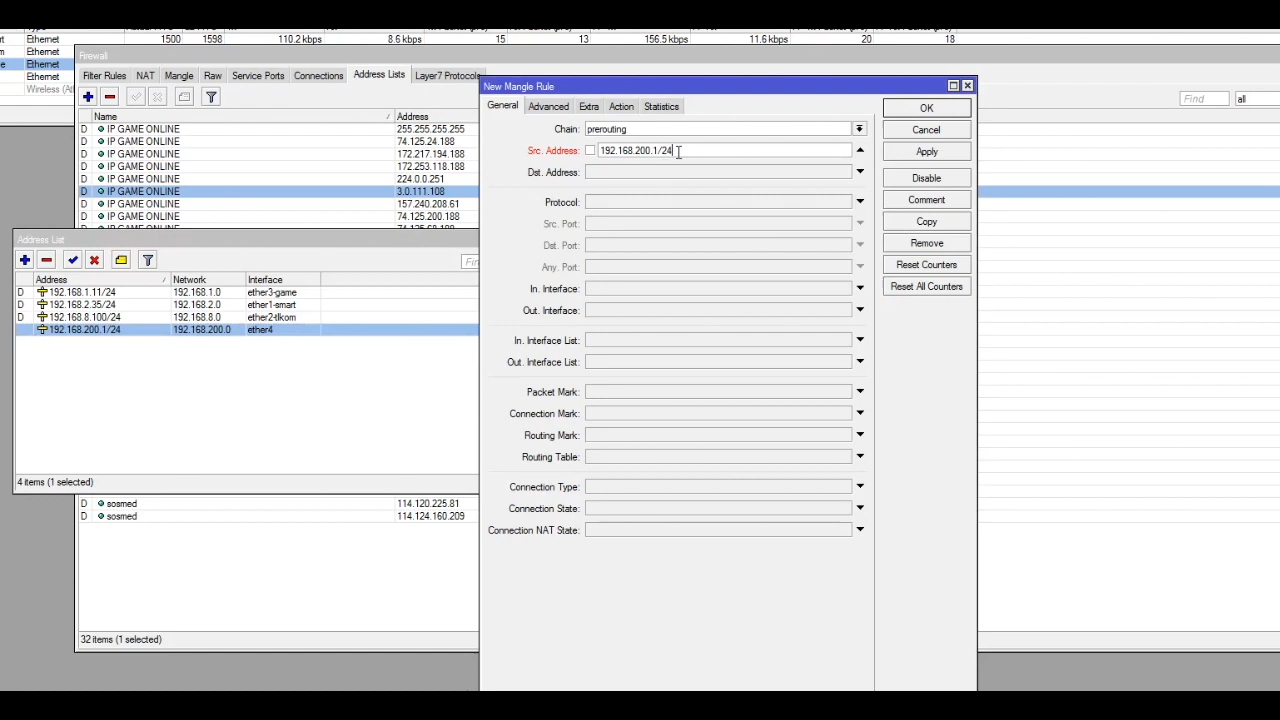 Ethernet 1500 1598 110.2 kbps 8.6 kbps 15 13 156.5 kbps 11.6 kbps 20 18
Ethernet
Ethernet
Ethernet
Firewall
Filter Rules NAT Mangle Raw Service Ports Connections Address Lists Layer7 Protocols
Find all
Name Address
D IP GAME ONLINE 255.255.255.255
D IP GAME ONLINE 74.125.24.188
D IP GAME ONLINE 172.217.194.188
D IP GAME ONLINE 172.253.118.188
D IP GAME ONLINE 224.0.0.251
D IP GAME ONLINE 3.0.111.108
D IP GAME ONLINE 157.240.208.61
D IP GAME ONLINE 74.125.200.188
D IP GAME ONLINE 74.125.68.188
Address List
Address Network Interface
D 192.168.1.11/24 192.168.1.0 ether3-game
D 192.168.2.35/24 192.168.2.0 ether1-smart
D 192.168.8.100/24 192.168.8.0 ether2-tlkom
192.168.200.1/24 192.168.200.0 ether4
4 items (1 selected)
D sosmed 114.120.225.81
D sosmed 114.124.160.209
32 items (1 selected)
New Mangle Rule
General Advanced Extra Action Statistics
Chain: prerouting
Src. Address: 192.168.200.1/24
Dst. Address:
Protocol:
Src. Port:
Dst. Port:
Any. Port:
In. Interface:
Out. Interface:
In. Interface List:
Out. Interface List:
Packet Mark:
Connection Mark:
Routing Mark:
Routing Table:
Connection Type:
Connection State:
Connection NAT State:
OK
Cancel
Apply
Disable
Comment
Copy
Remove
Reset Counters
Reset All Counters